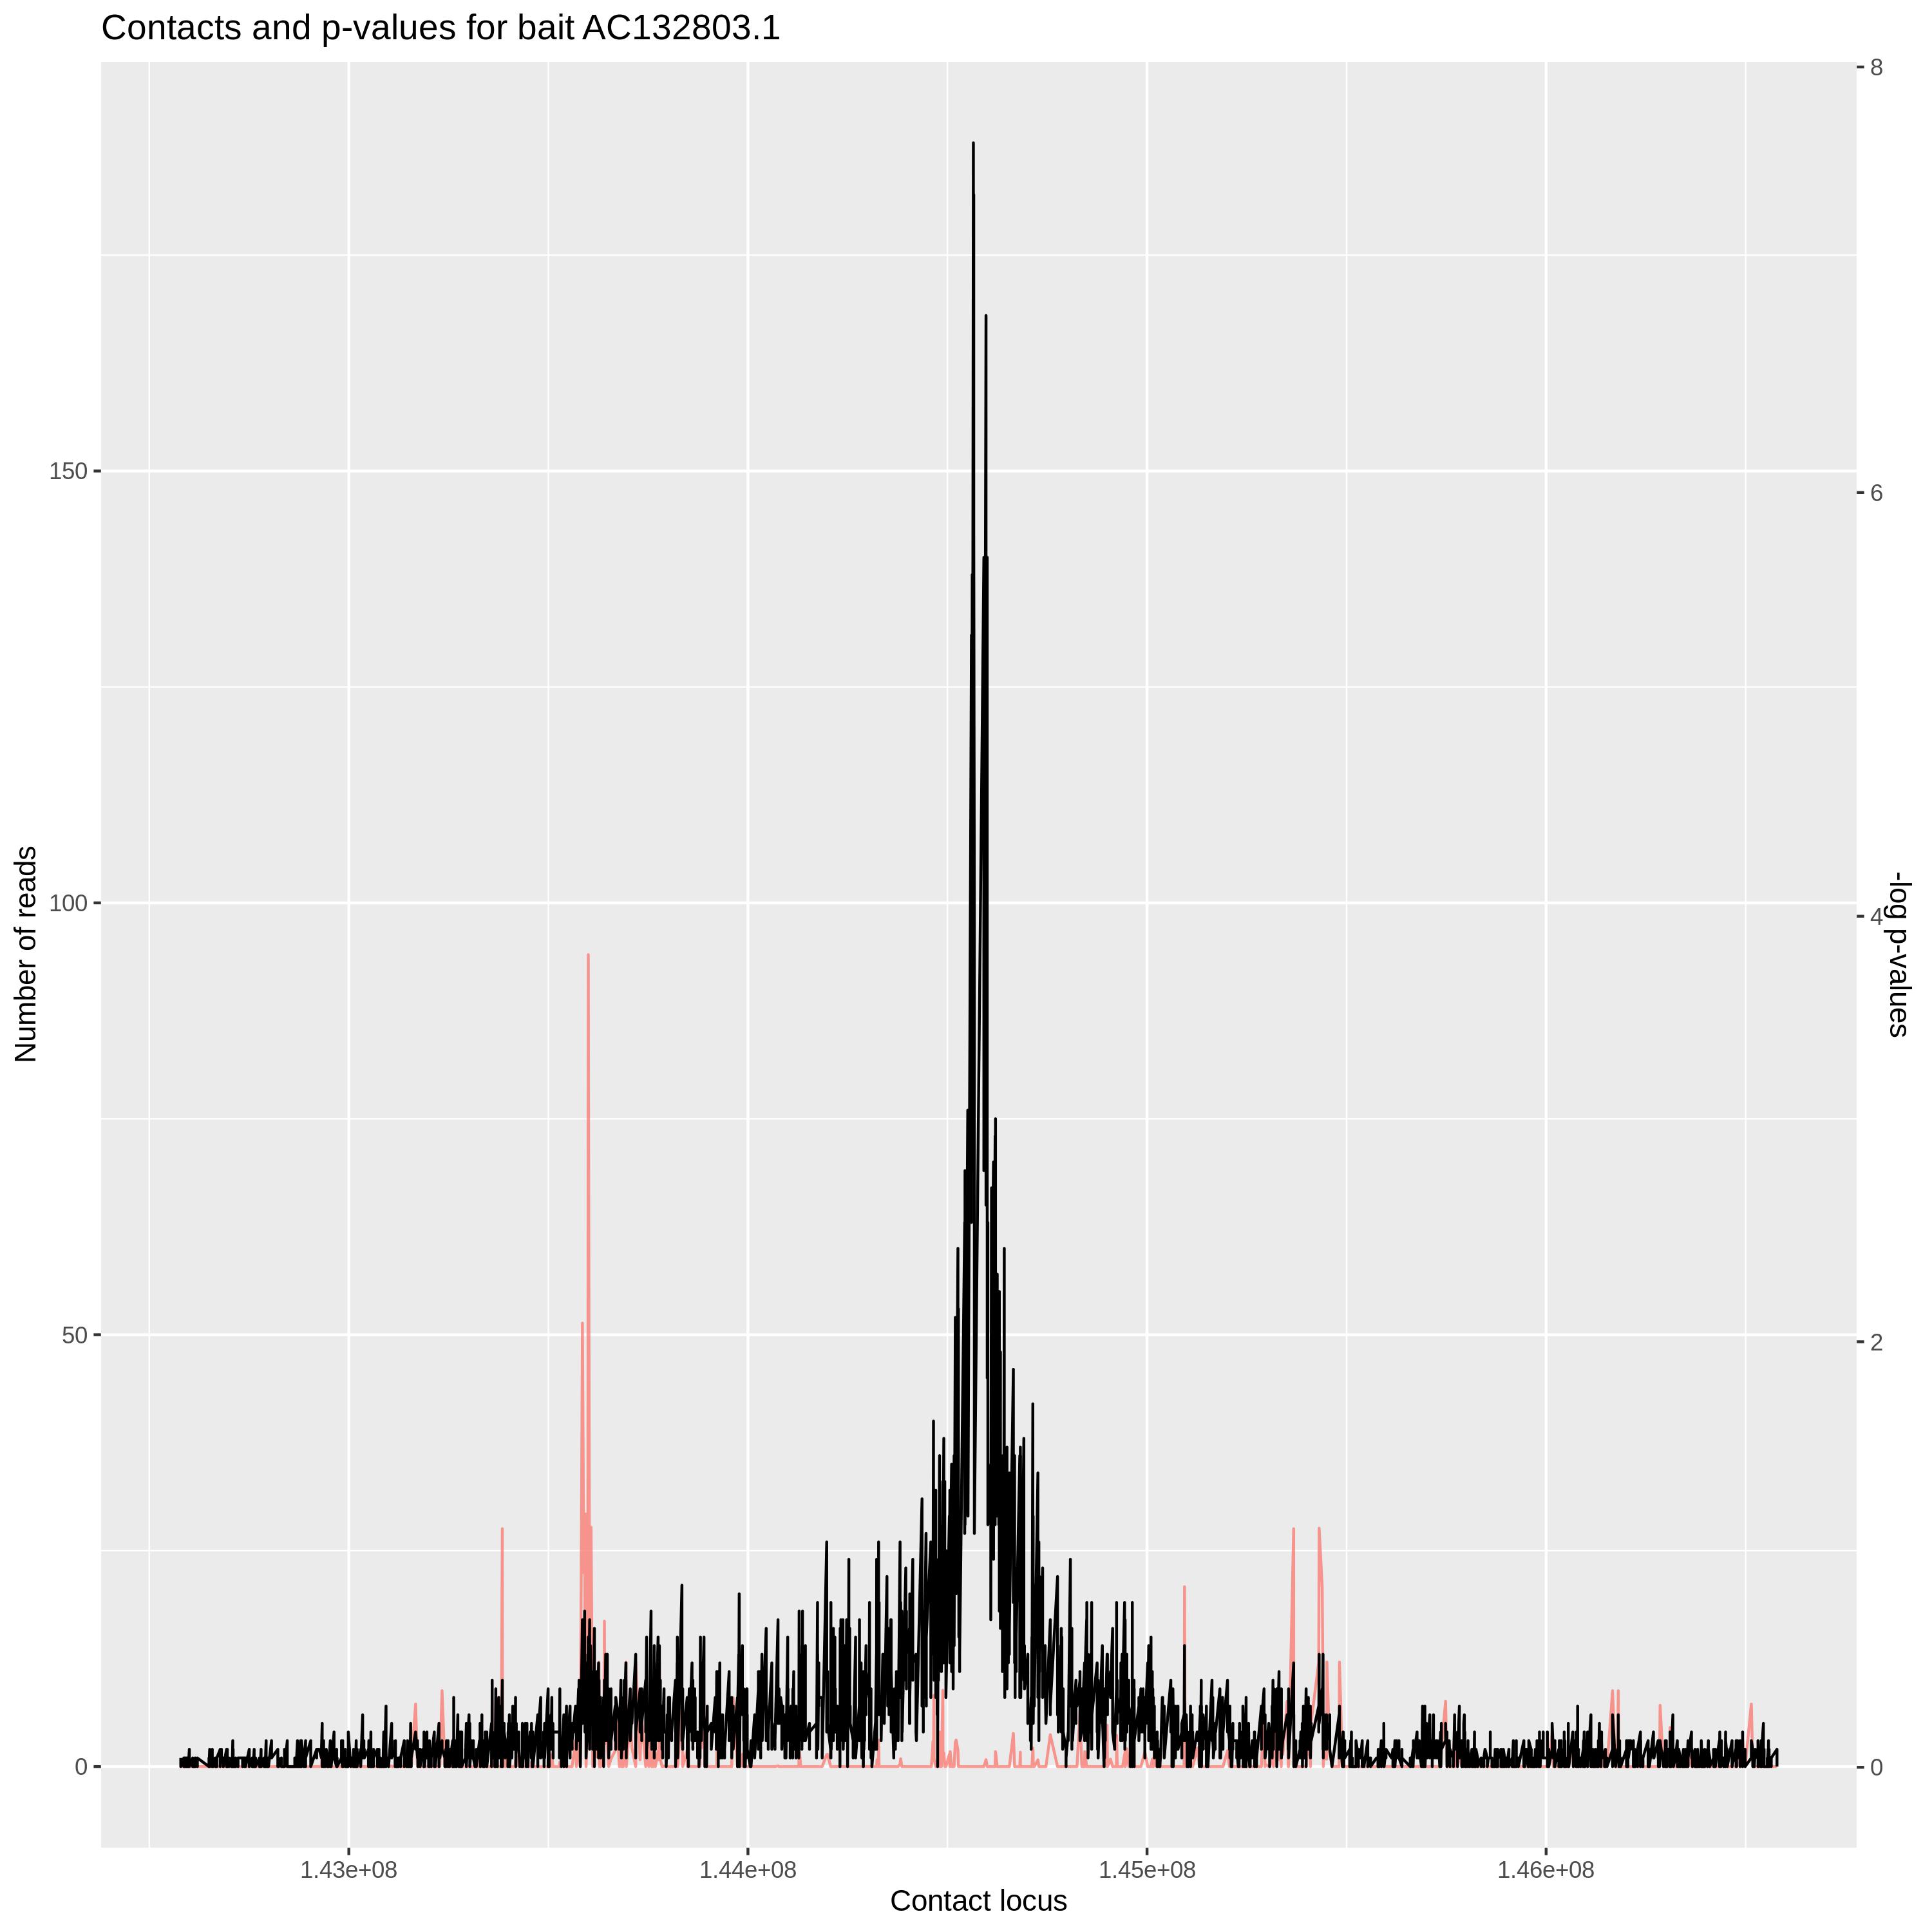 Contacts and p-values for bait AC132803.1
Number of reads
150
100
50
0
8
6
4
2
0
-log p-values
1.43e+08
1.44e+08
1.45e+08
1.46e+08
Contact locus